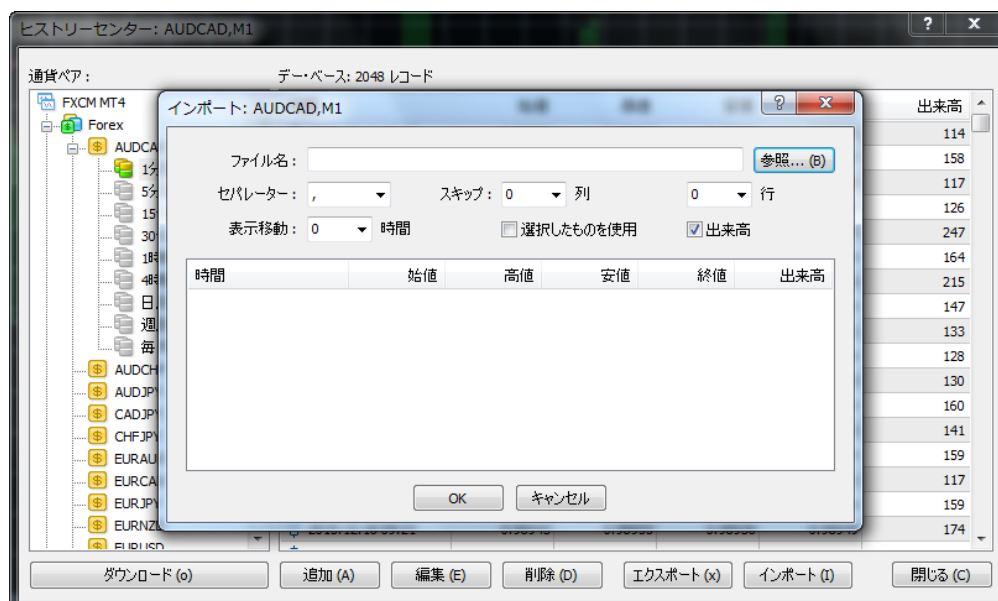 ヒストリーセンター: AUDCAD,M1
通貨ペア: データ・ベース: 2048 レコード
FXCM MT4
Forex
AUDCA
1分
5分
15
30
1時
4時
日
週
毎
AUDCH
AUDJPY
CADJPY
CHFJPY
EURAU
EURCA
EURJPY
EURNZ
EURUSD
インポート: AUDCAD,M1
ファイル名: 参照... (B)
セパレーター: , スキップ: 0 列 0 行
表示移動: 0 時間 選択したものを使用 出来高
時間 始値 高値 安値 終値 出来高
OK キャンセル
出来高
114
158
117
126
247
164
215
147
133
128
130
160
141
159
117
159
174
ダウンロード (o) 追加 (A) 編集 (E) 削除 (D) エクスポート (x) インポート (I) 閉じる (C)